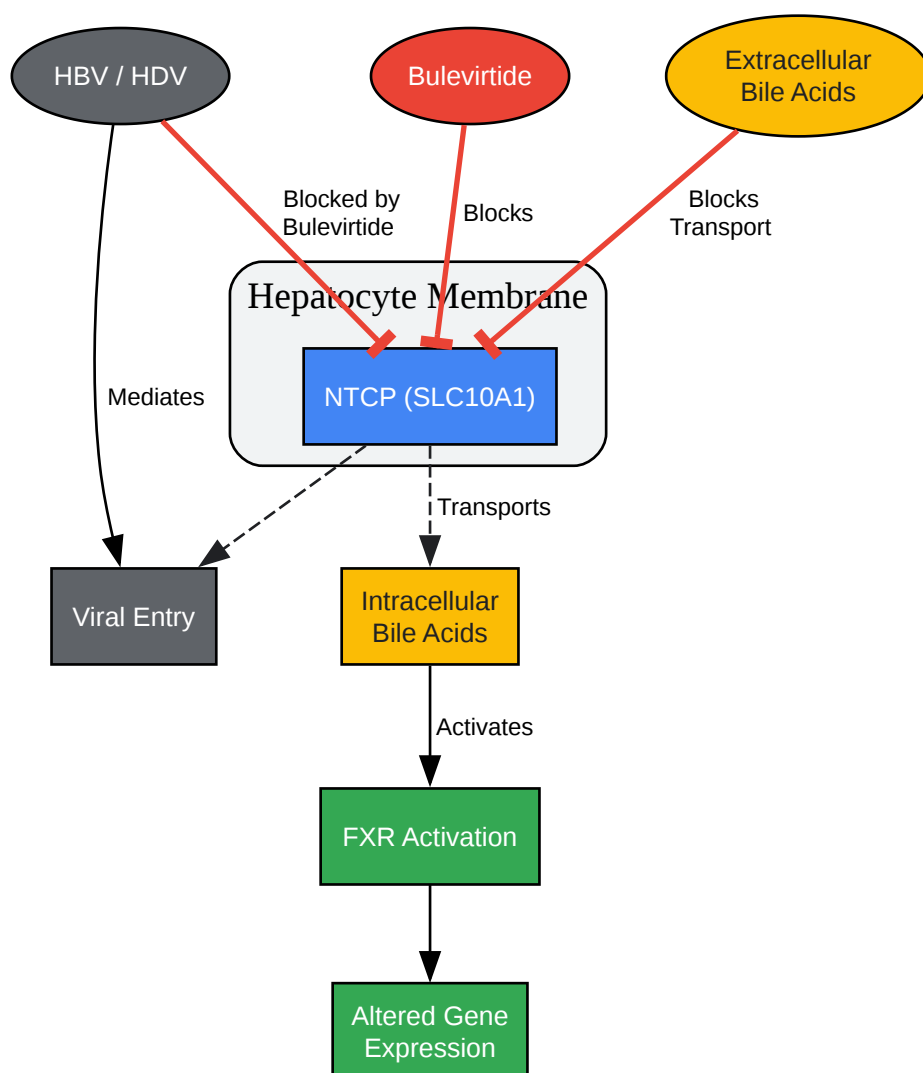 HBV / HDV
Bulevirtide
Extracellular
Bile Acids
Blocked by
Bulevirtide
Blocks
Blocks
Transport
Hepatocyte Membrane
NTCP (SLC10A1)
Mediates
Transports
Viral Entry
Intracellular
Bile Acids
Activates
FXR Activation
Altered Gene
Expression